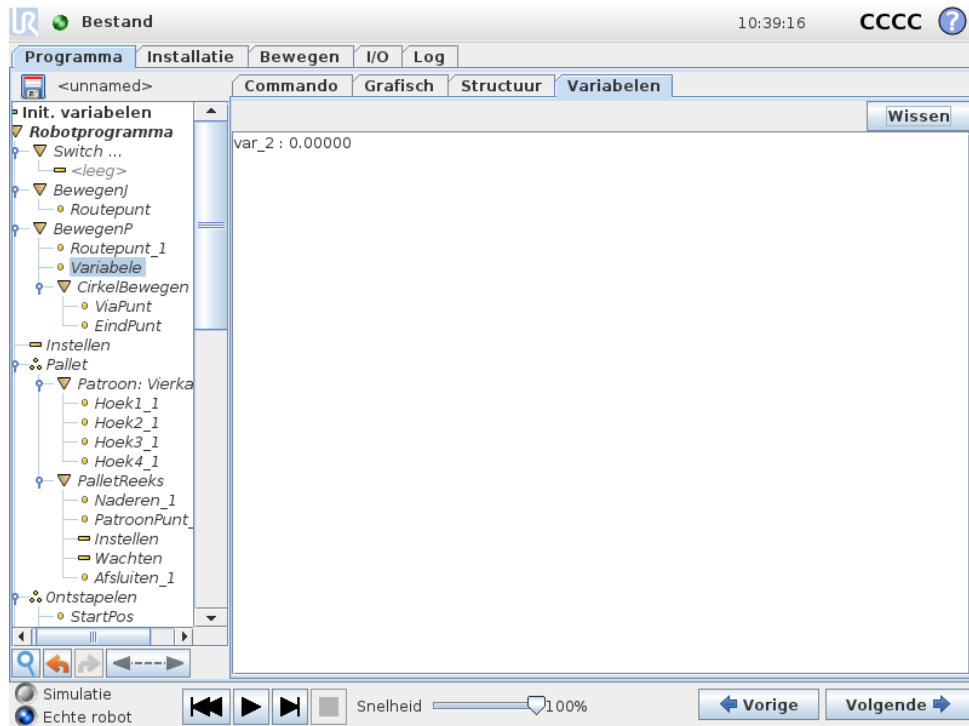 UR Bestand 10:39:16 CCCC ?
Programma Installatie Bewegen I/O Log
<unnamed> Commando Grafisch Structuur Variabelen
Wissen
Init. variabelen
Robotprogramma
Switch ...
<leeg>
BewegenJ
Routepunt
BewegenP
Routepunt_1
Variabele
CirkelBewegen
ViaPunt
EindPunt
Instellen
Pallet
Patroon: Vierka
Hoek1_1
Hoek2_1
Hoek3_1
Hoek4_1
PalletReeks
Naderen_1
PatroonPunt_
Instellen
Wachten
Afsluiten_1
Ontstapelen
StartPos
var_2 : 0.00000
Simulatie
Echte robot
Snelheid 100%
Vorige Volgende